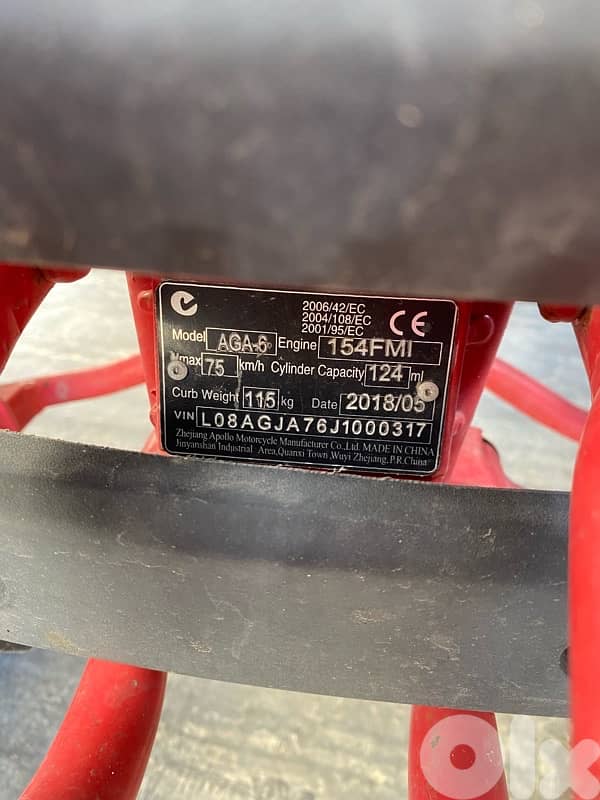 2006/42/EC
2004/108/EC
2001/95/EC
CE
Model AGA-6 Engine 154FMI
Vmax 75 km/h Cylinder Capacity 124 ml
Curb Weight 115 kg Date 2018/05
VIN L08AGJA76J1000317
Zhejiang Apollo Motorcycle Manufacturer Co.,Ltd. MADE IN CHINA
Jinyanshan Industrial Area,Quanxi Town,Wuyi Zhejiang,P.R.China
olx